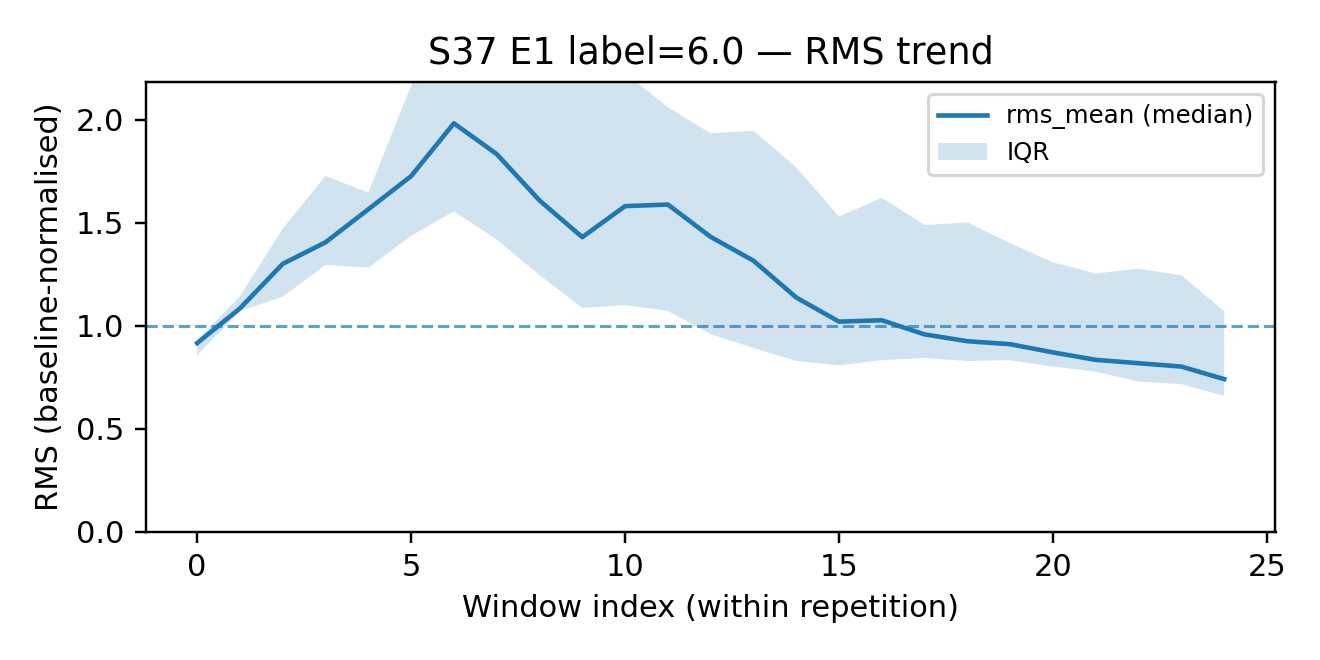 S37 E1 label=6.0 — RMS trend
rms_mean (median)
IQR
RMS (baseline-normalised)
2.0
1.5
1.0
0.5
0.0
0 5 10 15 20 25
Window index (within repetition)